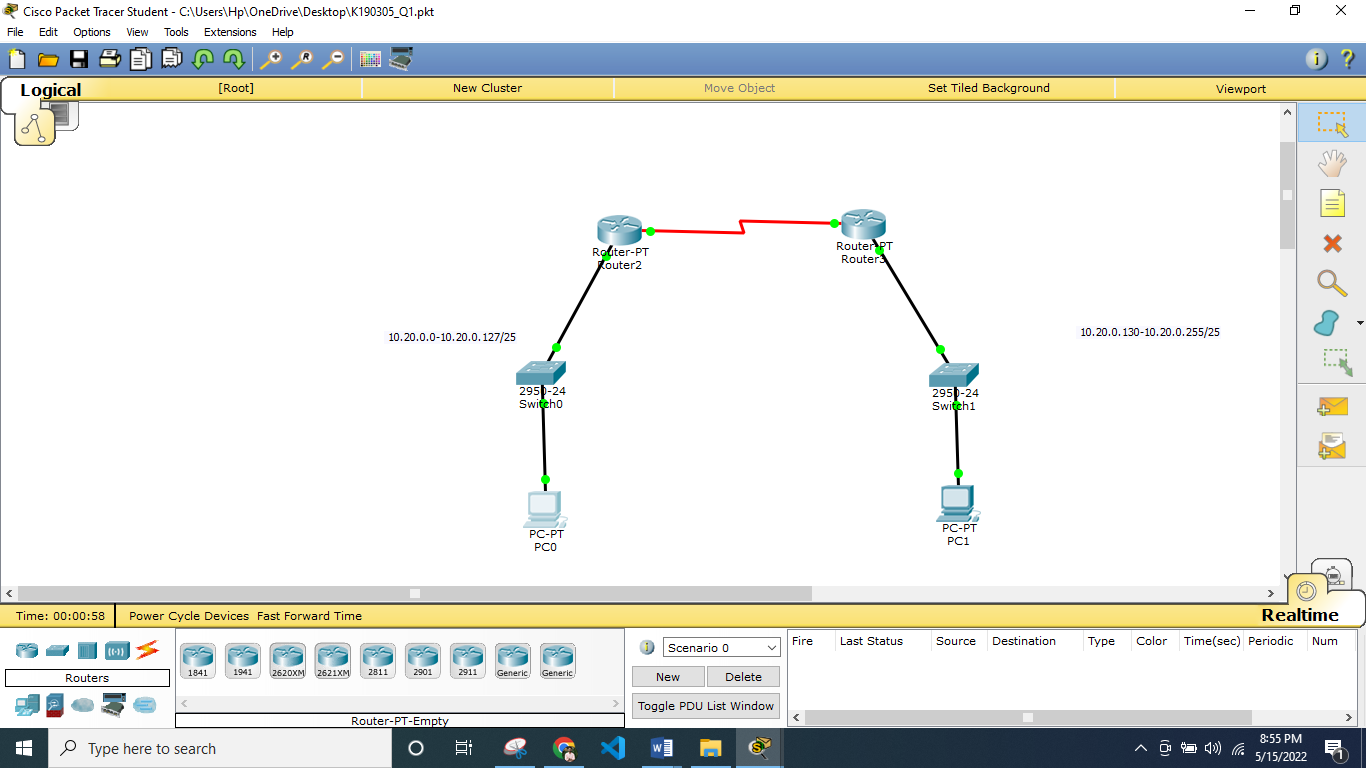 Cisco Packet Tracer Student - C:\Users\Hp\OneDrive\Desktop\K190305_Q1.pkt
File Edit Options View Tools Extensions Help
Logical [Root] New Cluster Move Object Set Tiled Background Viewport
Router-PT
Router2
Router-PT
Router3
10.20.0.0-10.20.0.127/25
10.20.0.130-10.20.0.255/25
2950-24
Switch0
2950-24
Switch1
PC-PT
PC0
PC-PT
PC1
Time: 00:00:58 Power Cycle Devices Fast Forward Time
Realtime
Routers
1841 1941 2620XM 2621XM 2811 2901 2911 Generic Generic
Router-PT-Empty
Scenario 0
New Delete
Toggle PDU List Window
Fire Last Status Source Destination Type Color Time(sec) Periodic Num
Type here to search
8:55 PM
5/15/2022
1